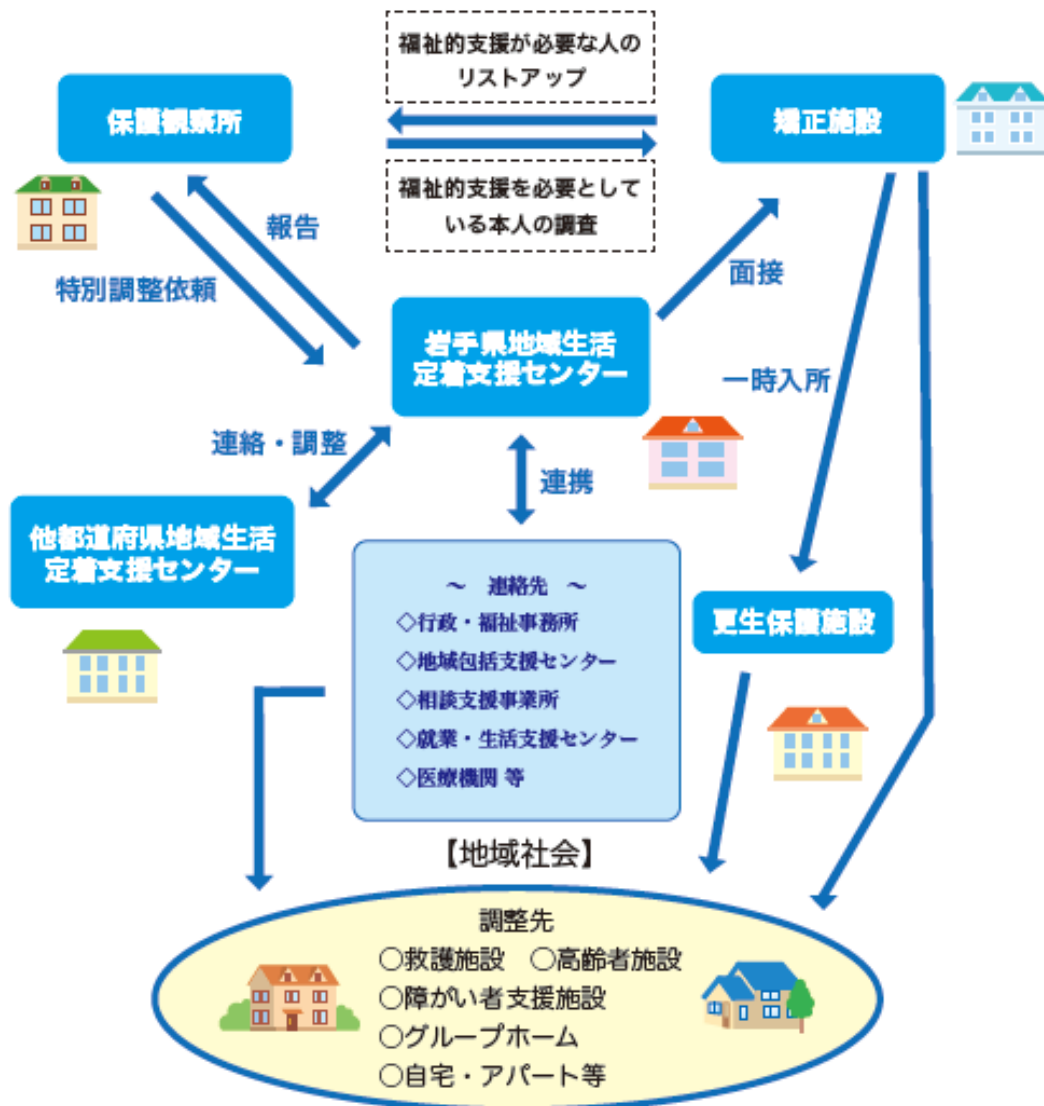 福祉的支援が必要な人の
リストアップ
保護観察所
矯正施設
福祉的支援を必要として
いる本人の調査
報告
特別調整依頼
面接
岩手県地域生活
定着支援センター
一時入所
連絡・調整
連携
他都道府県地域生活
定着支援センター
～ 連絡先 ～
◇行政・福祉事務所
◇地域包括支援センター
◇相談支援事業所
◇就業・生活支援センター
◇医療機関 等
更生保護施設
【地域社会】
調整先
○救護施設 ○高齢者施設
○障がい者支援施設
○グループホーム
○自宅・アパート等